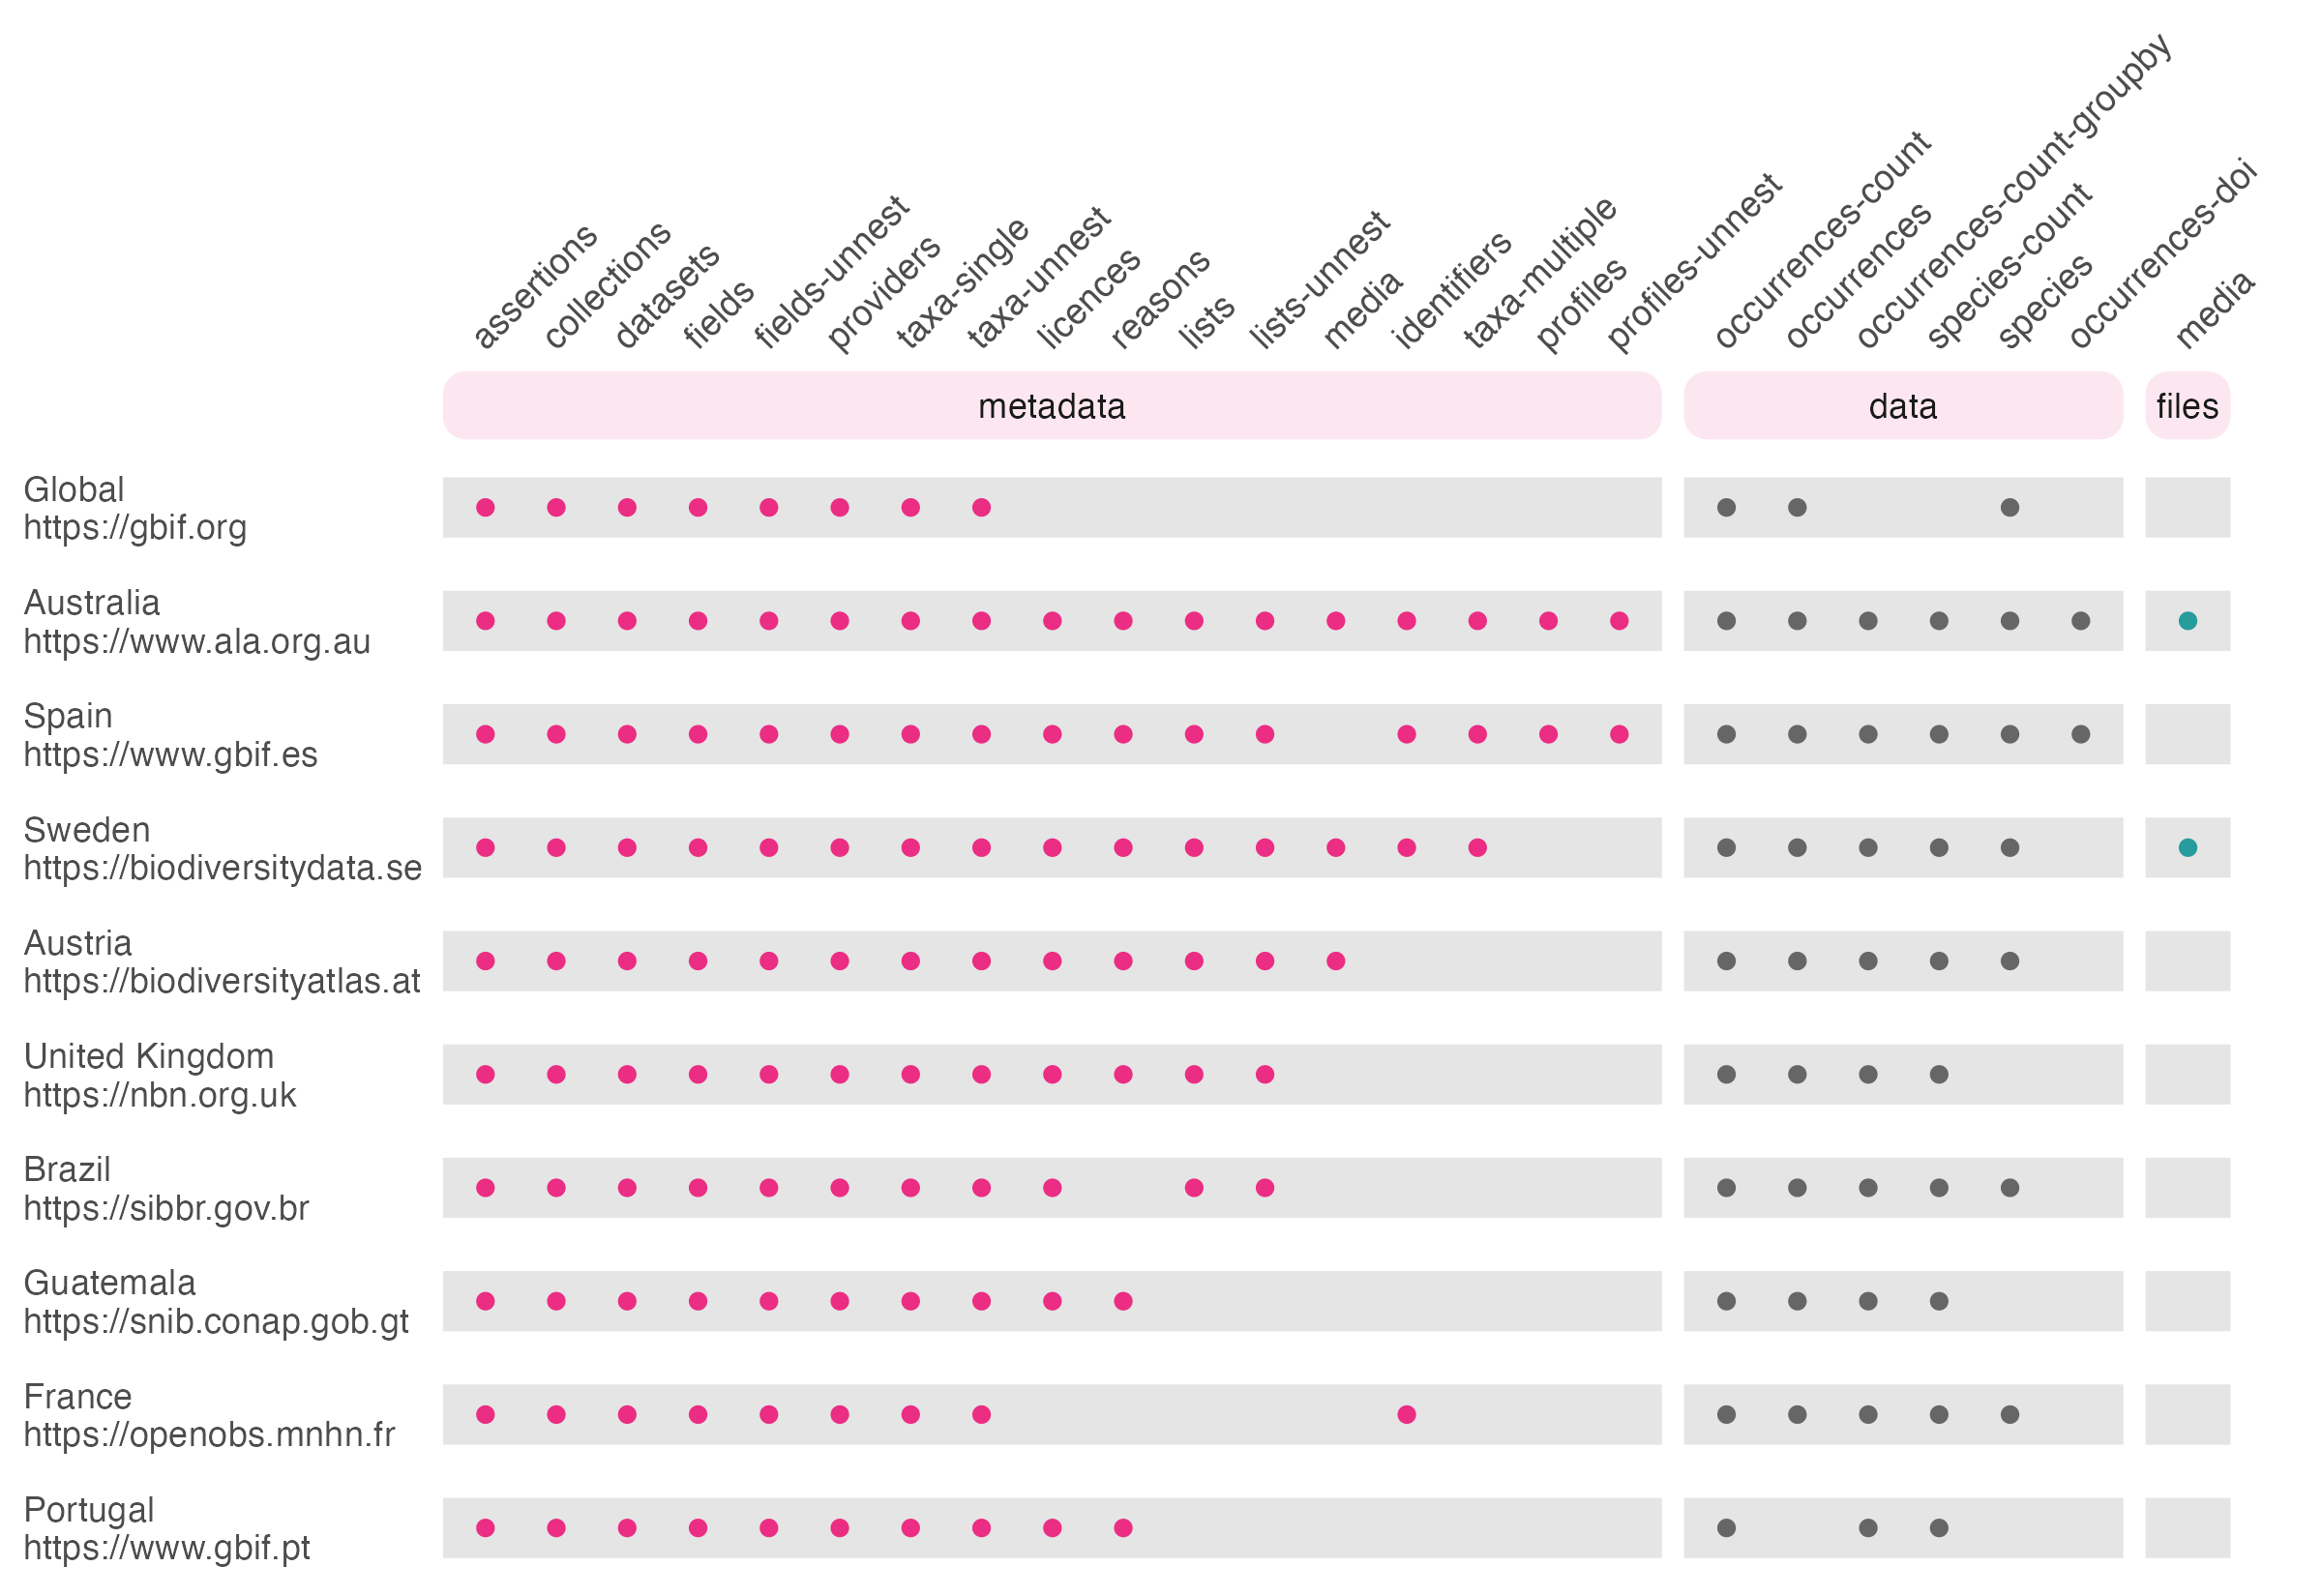 assertions
collections
datasets
fields
fields-unnest
providers
taxa-single
taxa-unnest
licences
reasons
lists
lists-unnest
media
identifiers
taxa-multiple
profiles
profiles-unnest
occurrences-count
occurrences
occurrences-count-groupby
species-count
species
occurrences-doi
media
metadata
data
files
Global
https://gbif.org
Australia
https://www.ala.org.au
Spain
https://www.gbif.es
Sweden
https://biodiversitydata.se
Austria
https://biodiversityatlas.at
United Kingdom
https://nbn.org.uk
Brazil
https://sibbr.gov.br
Guatemala
https://snib.conap.gob.gt
France
https://openobs.mnhn.fr
Portugal
https://www.gbif.pt